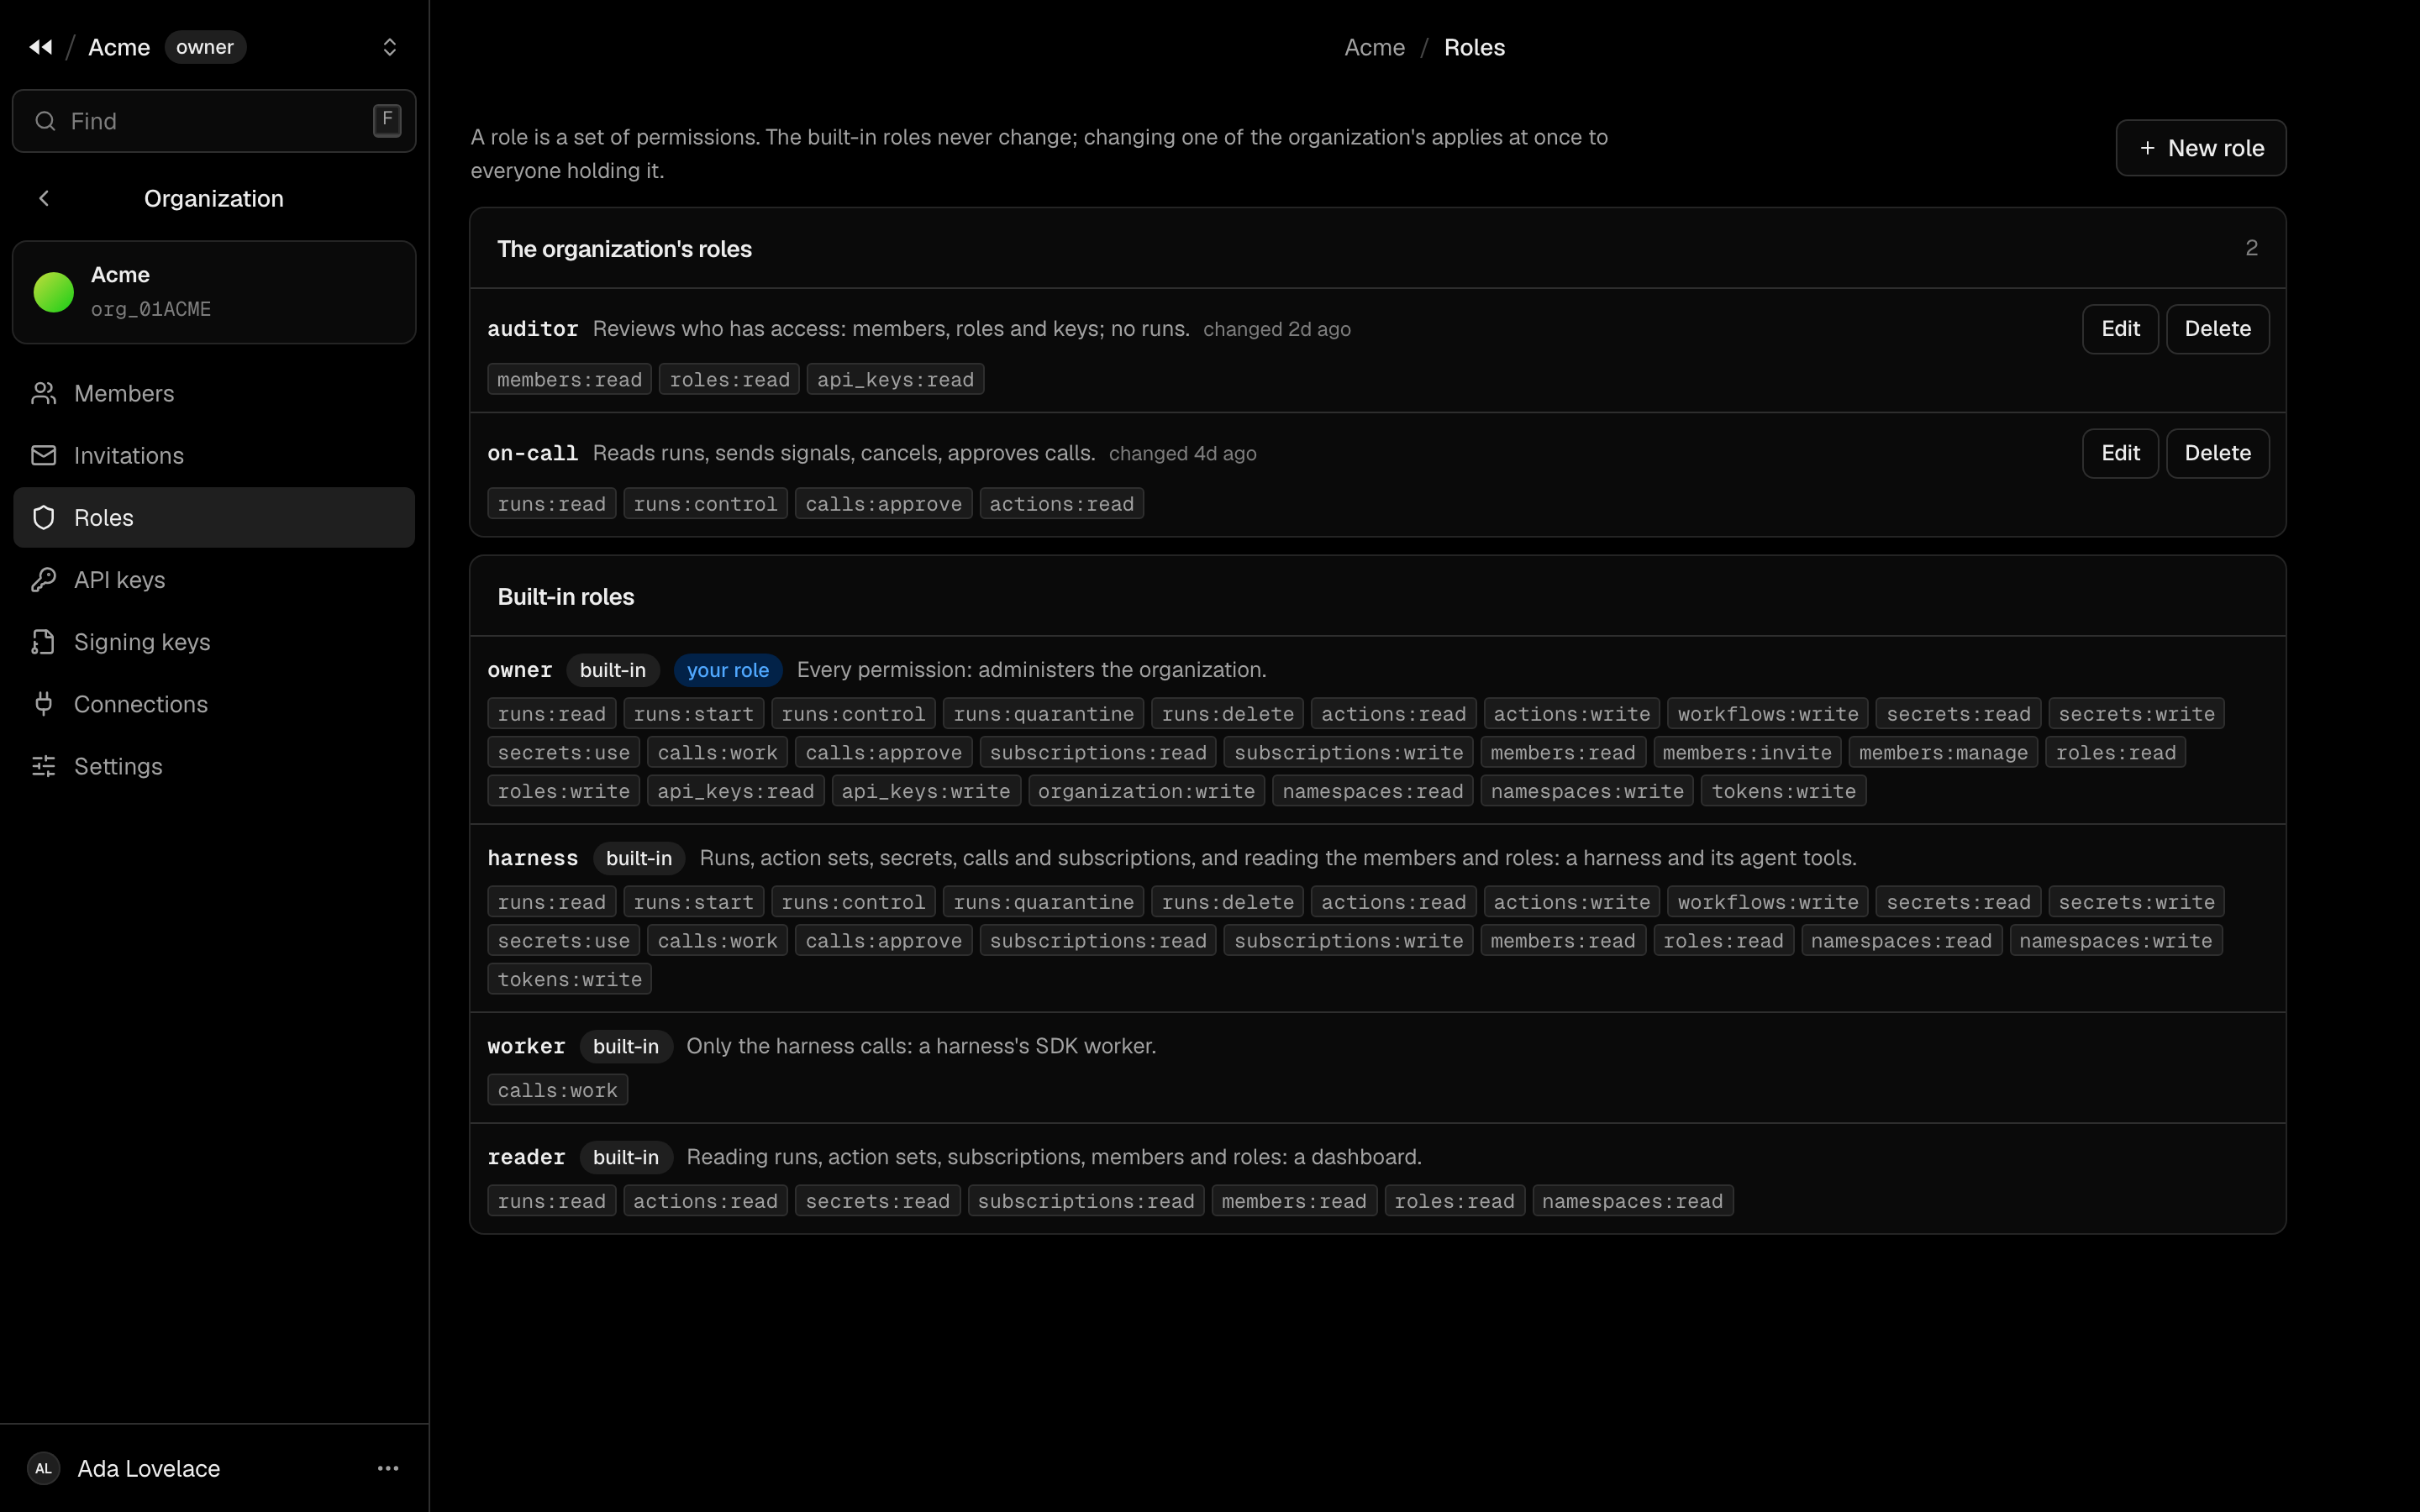 / Acme owner
Find F
Organization
Acme
org_01ACME
Members
Invitations
Roles
API keys
Signing keys
Connections
Settings
AL Ada Lovelace
Acme / Roles
A role is a set of permissions. The built-in roles never change; changing one of the organization's applies at once to
everyone holding it.
+ New role
The organization's roles 2
auditor Reviews who has access: members, roles and keys; no runs. changed 2d ago Edit Delete
members:read roles:read api_keys:read
on-call Reads runs, sends signals, cancels, approves calls. changed 4d ago Edit Delete
runs:read runs:control calls:approve actions:read
Built-in roles
owner built-in your role Every permission: administers the organization.
runs:read runs:start runs:control runs:quarantine runs:delete actions:read actions:write workflows:write secrets:read secrets:write
secrets:use calls:work calls:approve subscriptions:read subscriptions:write members:read members:invite members:manage roles:read
roles:write api_keys:read api_keys:write organization:write namespaces:read namespaces:write tokens:write
harness built-in Runs, action sets, secrets, calls and subscriptions, and reading the members and roles: a harness and its agent tools.
runs:read runs:start runs:control runs:quarantine runs:delete actions:read actions:write workflows:write secrets:read secrets:write
secrets:use calls:work calls:approve subscriptions:read subscriptions:write members:read roles:read namespaces:read namespaces:write
tokens:write
worker built-in Only the harness calls: a harness's SDK worker.
calls:work
reader built-in Reading runs, action sets, subscriptions, members and roles: a dashboard.
runs:read actions:read secrets:read subscriptions:read members:read roles:read namespaces:read